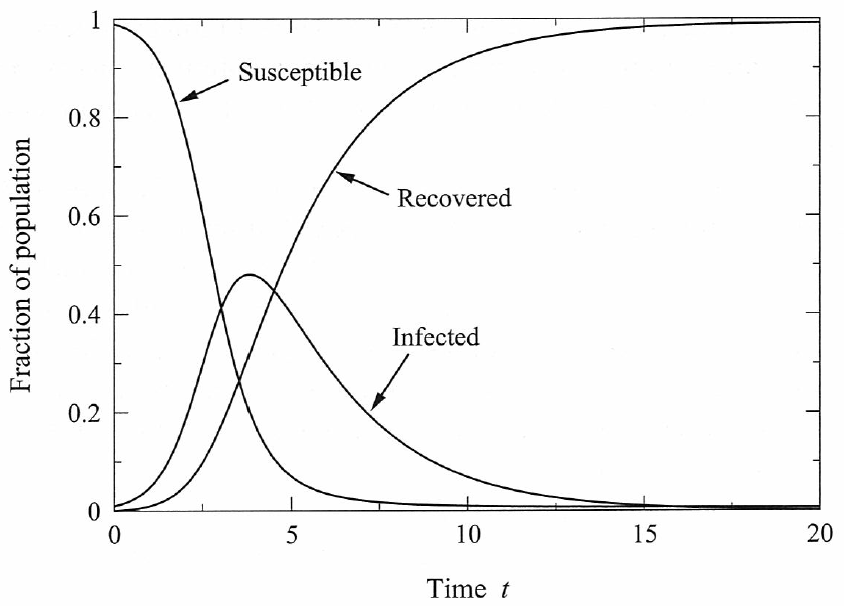 1
Susceptible
0.8
Recovered
0.6
0.4
Infected
0.2
0
0 5 10 15 20
Fraction of population
Time t